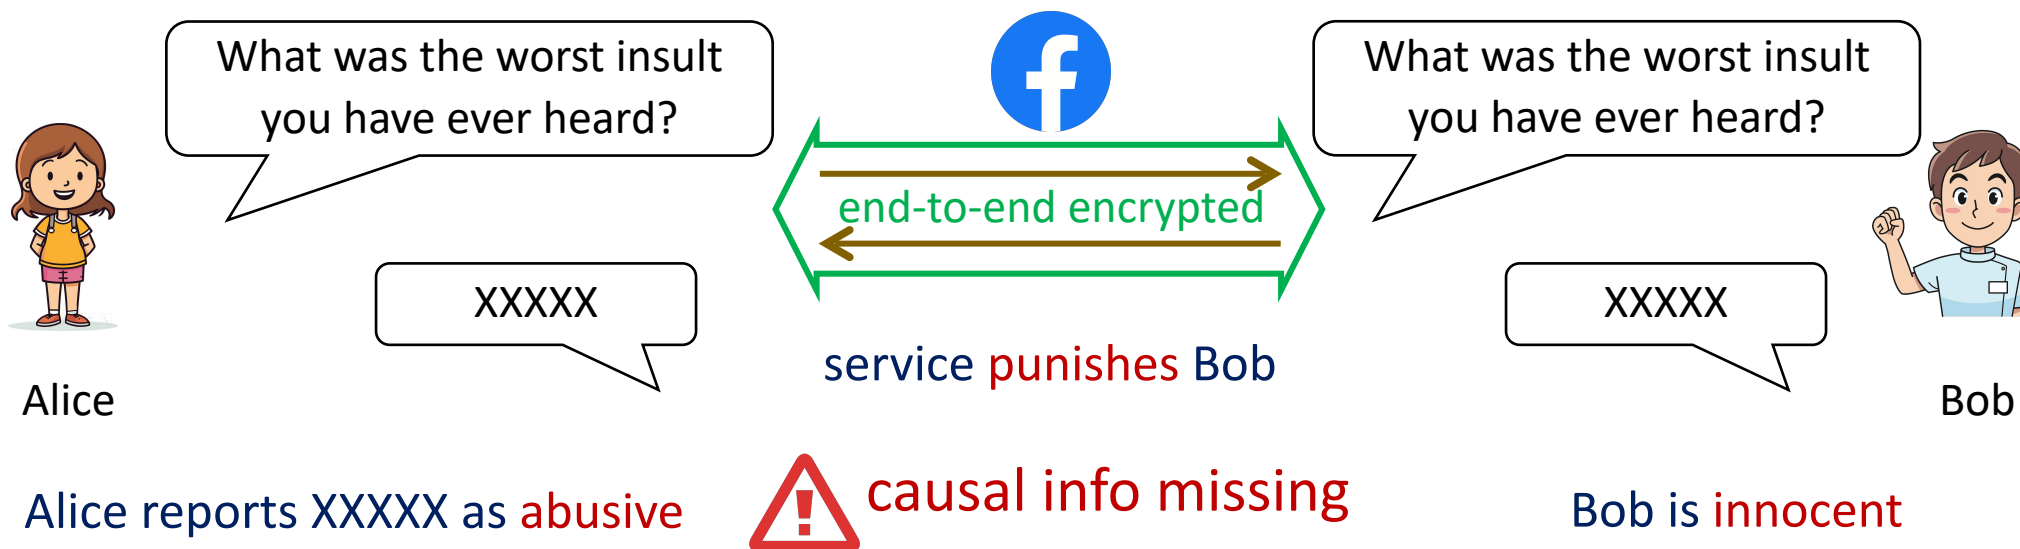 What was the worst insult
you have ever heard?
What was the worst insult
you have ever heard?
end-to-end encrypted
XXXXX
XXXXX
service punishes Bob
Alice
Bob
Alice reports XXXXX as abusive
causal info missing
Bob is innocent